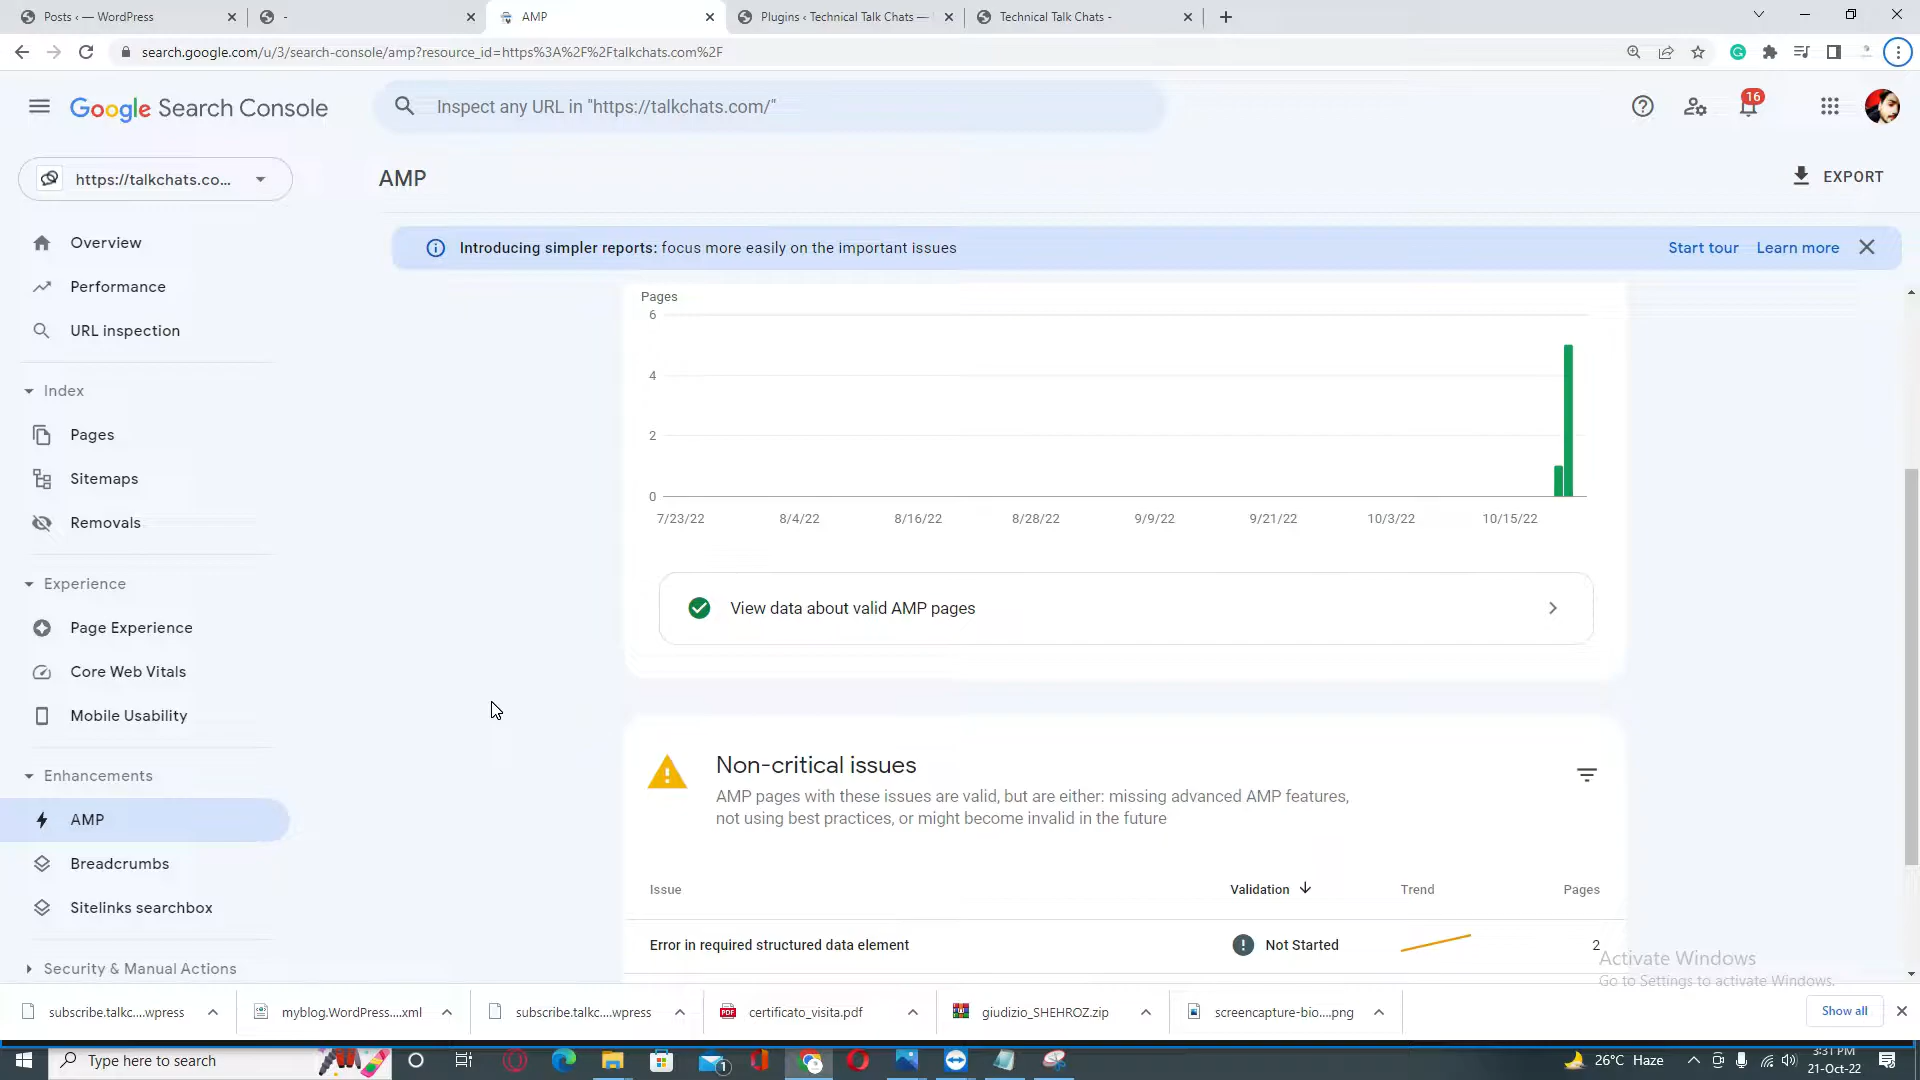 Posts ‹ — WordPress
-
AMP
Plugins ‹ Technical Talk Chats —
Technical Talk Chats -
search.google.com/u/3/search-console/amp?resource_id=https%3A%2F%2Ftalkchats.com%2F
Google Search Console
Inspect any URL in "https://talkchats.com/"
16
https://talkchats.co...
AMP
EXPORT
Introducing simpler reports: focus more easily on the important issues
Start tour
Learn more
Overview
Performance
URL inspection
Index
Pages
Sitemaps
Removals
Experience
Page Experience
Core Web Vitals
Mobile Usability
Enhancements
AMP
Breadcrumbs
Sitelinks searchbox
Security & Manual Actions
Pages
6
4
2
0
7/23/22 8/4/22 8/16/22 8/28/22 9/9/22 9/21/22 10/3/22 10/15/22
View data about valid AMP pages
Non-critical issues
AMP pages with these issues are valid, but are either: missing advanced AMP features,
not using best practices, or might become invalid in the future
Issue Validation Trend Pages
Error in required structured data element Not Started 2
Activate Windows
Go to Settings to activate Windows.
subscribe.talkc....wpress
myblog.WordPress....xml
subscribe.talkc....wpress
PDF
certificato_visita.pdf
giudizio_SHEHROZ.zip
screencapture-bio....png
Show all
Type here to search
1
26°C Haze
3:31 PM
21-Oct-22